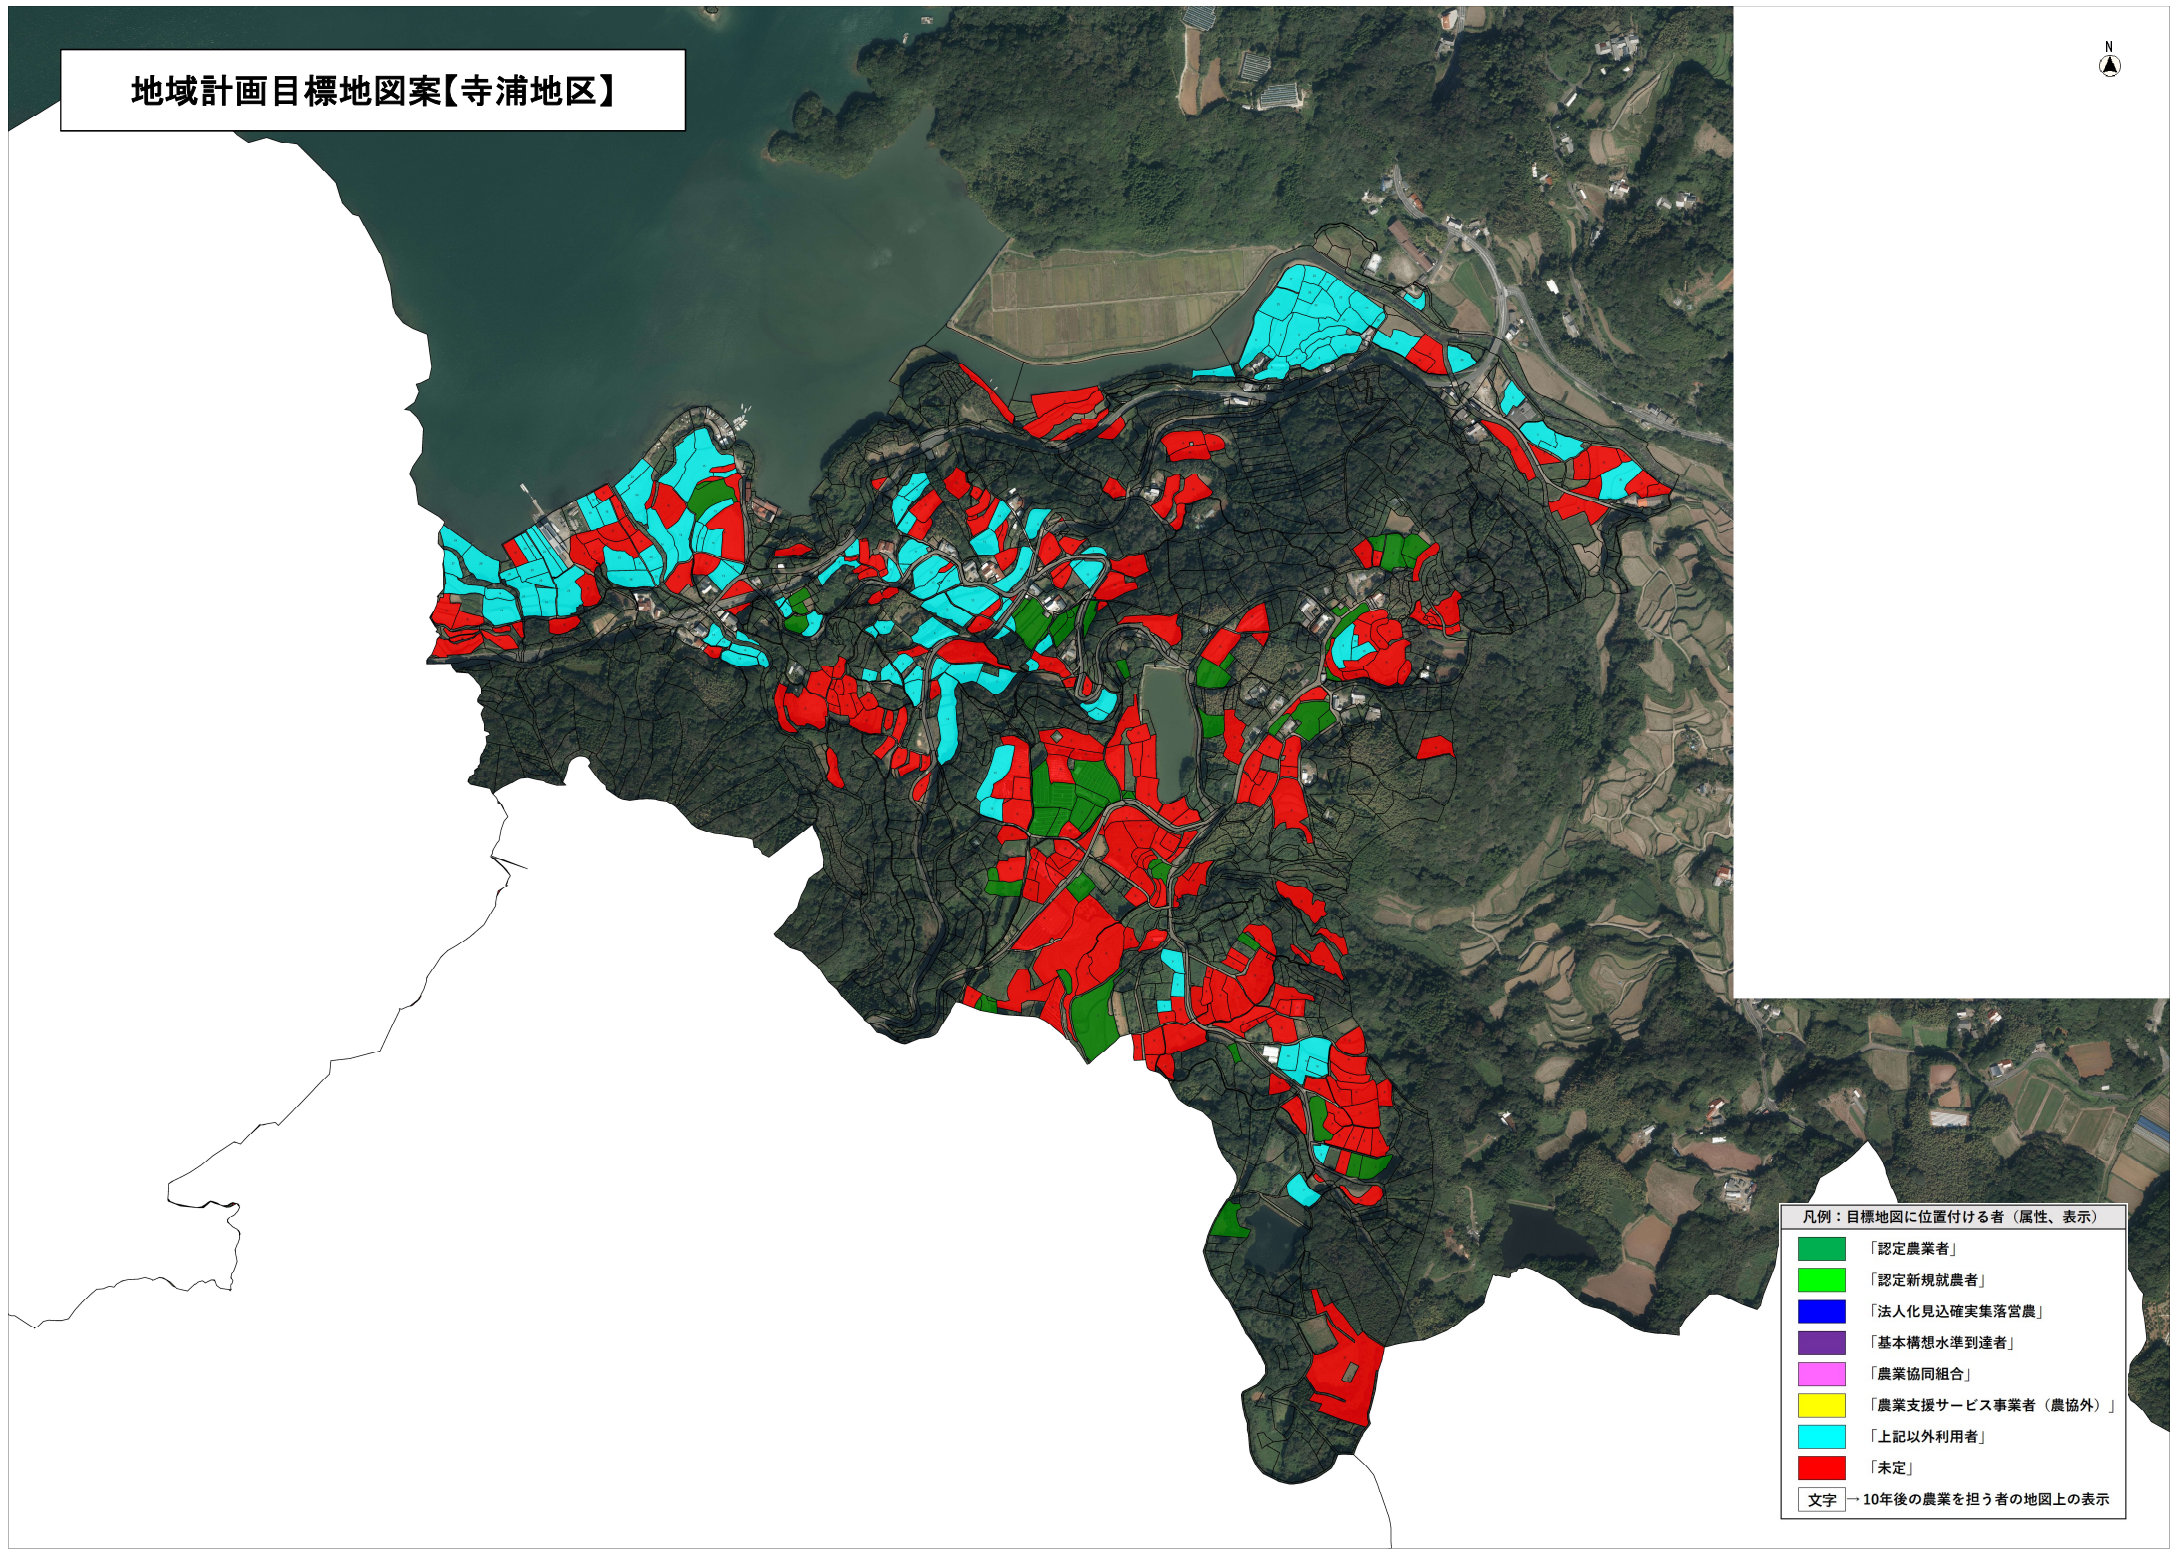 地域計画目標地図案【寺浦地区】
N
凡例：目標地図に位置付ける者（属性、表示）
「認定農業者」
「認定新規就農者」
「法人化見込確実集落営農」
「基本構想水準到達者」
「農業協同組合」
「農業支援サービス事業者（農協外）」
「上記以外利用者」
「未定」
文字→10年後の農業を担う者の地図上の表示